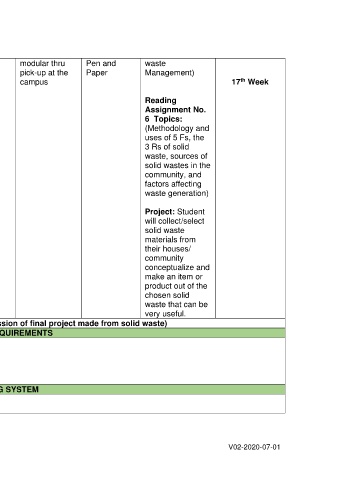 modular thru
pick-up at the
campus
Pen and
Paper
waste
Management)
17th Week
Reading
Assignment No.
6 Topics:
(Methodology and
uses of 5 Fs, the
3 Rs of solid
waste, sources of
solid wastes in the
community, and
factors affecting
waste generation)
Project: Student
will collect/select
solid waste
materials from
their houses/
community
conceptualize and
make an item or
product out of the
chosen solid
waste that can be
very useful.
ssion of final project made from solid waste)
QUIREMENTS
G SYSTEM
V02-2020-07-01